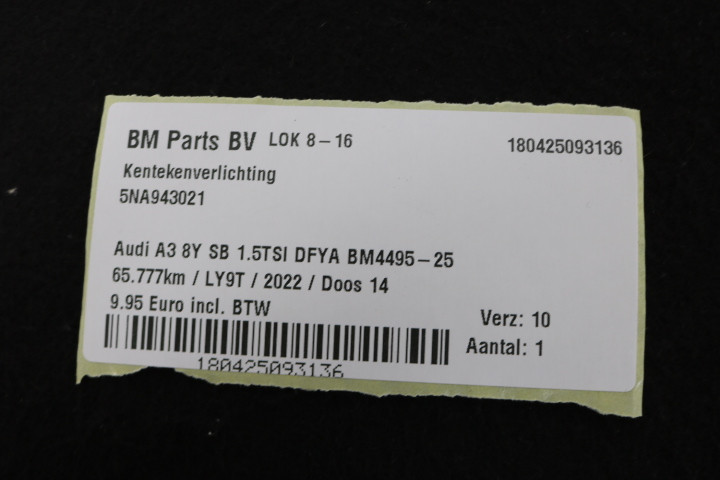 BM Parts BV LOK 8-16 180425093136
Kentekenverlichting
5NA943021
Audi A3 8Y SB 1.5TSI DFYA BM4495-25
65.777km / LY9T / 2022 / Doos 14
9.95 Euro incl. BTW
Verz: 10
Aantal: 1
180425093136